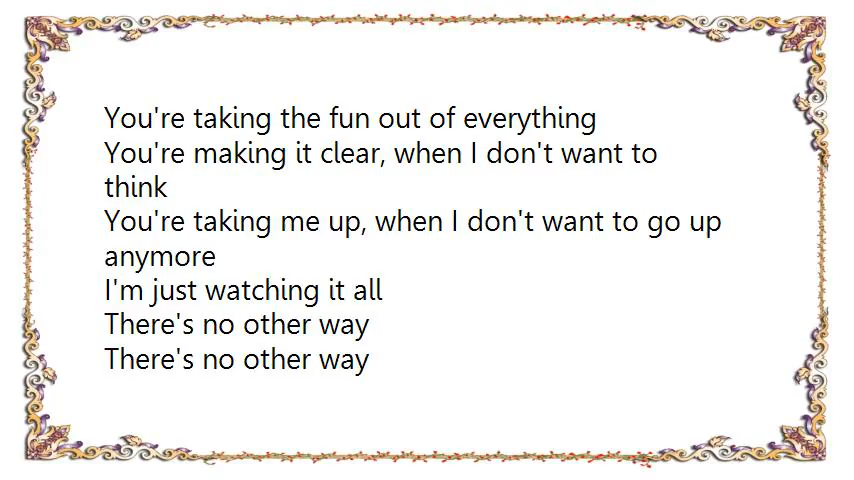 You're taking the fun out of everything
You're making it clear, when I don't want to
think
You're taking me up, when I don't want to go up
anymore
I'm just watching it all
There's no other way
There's no other way